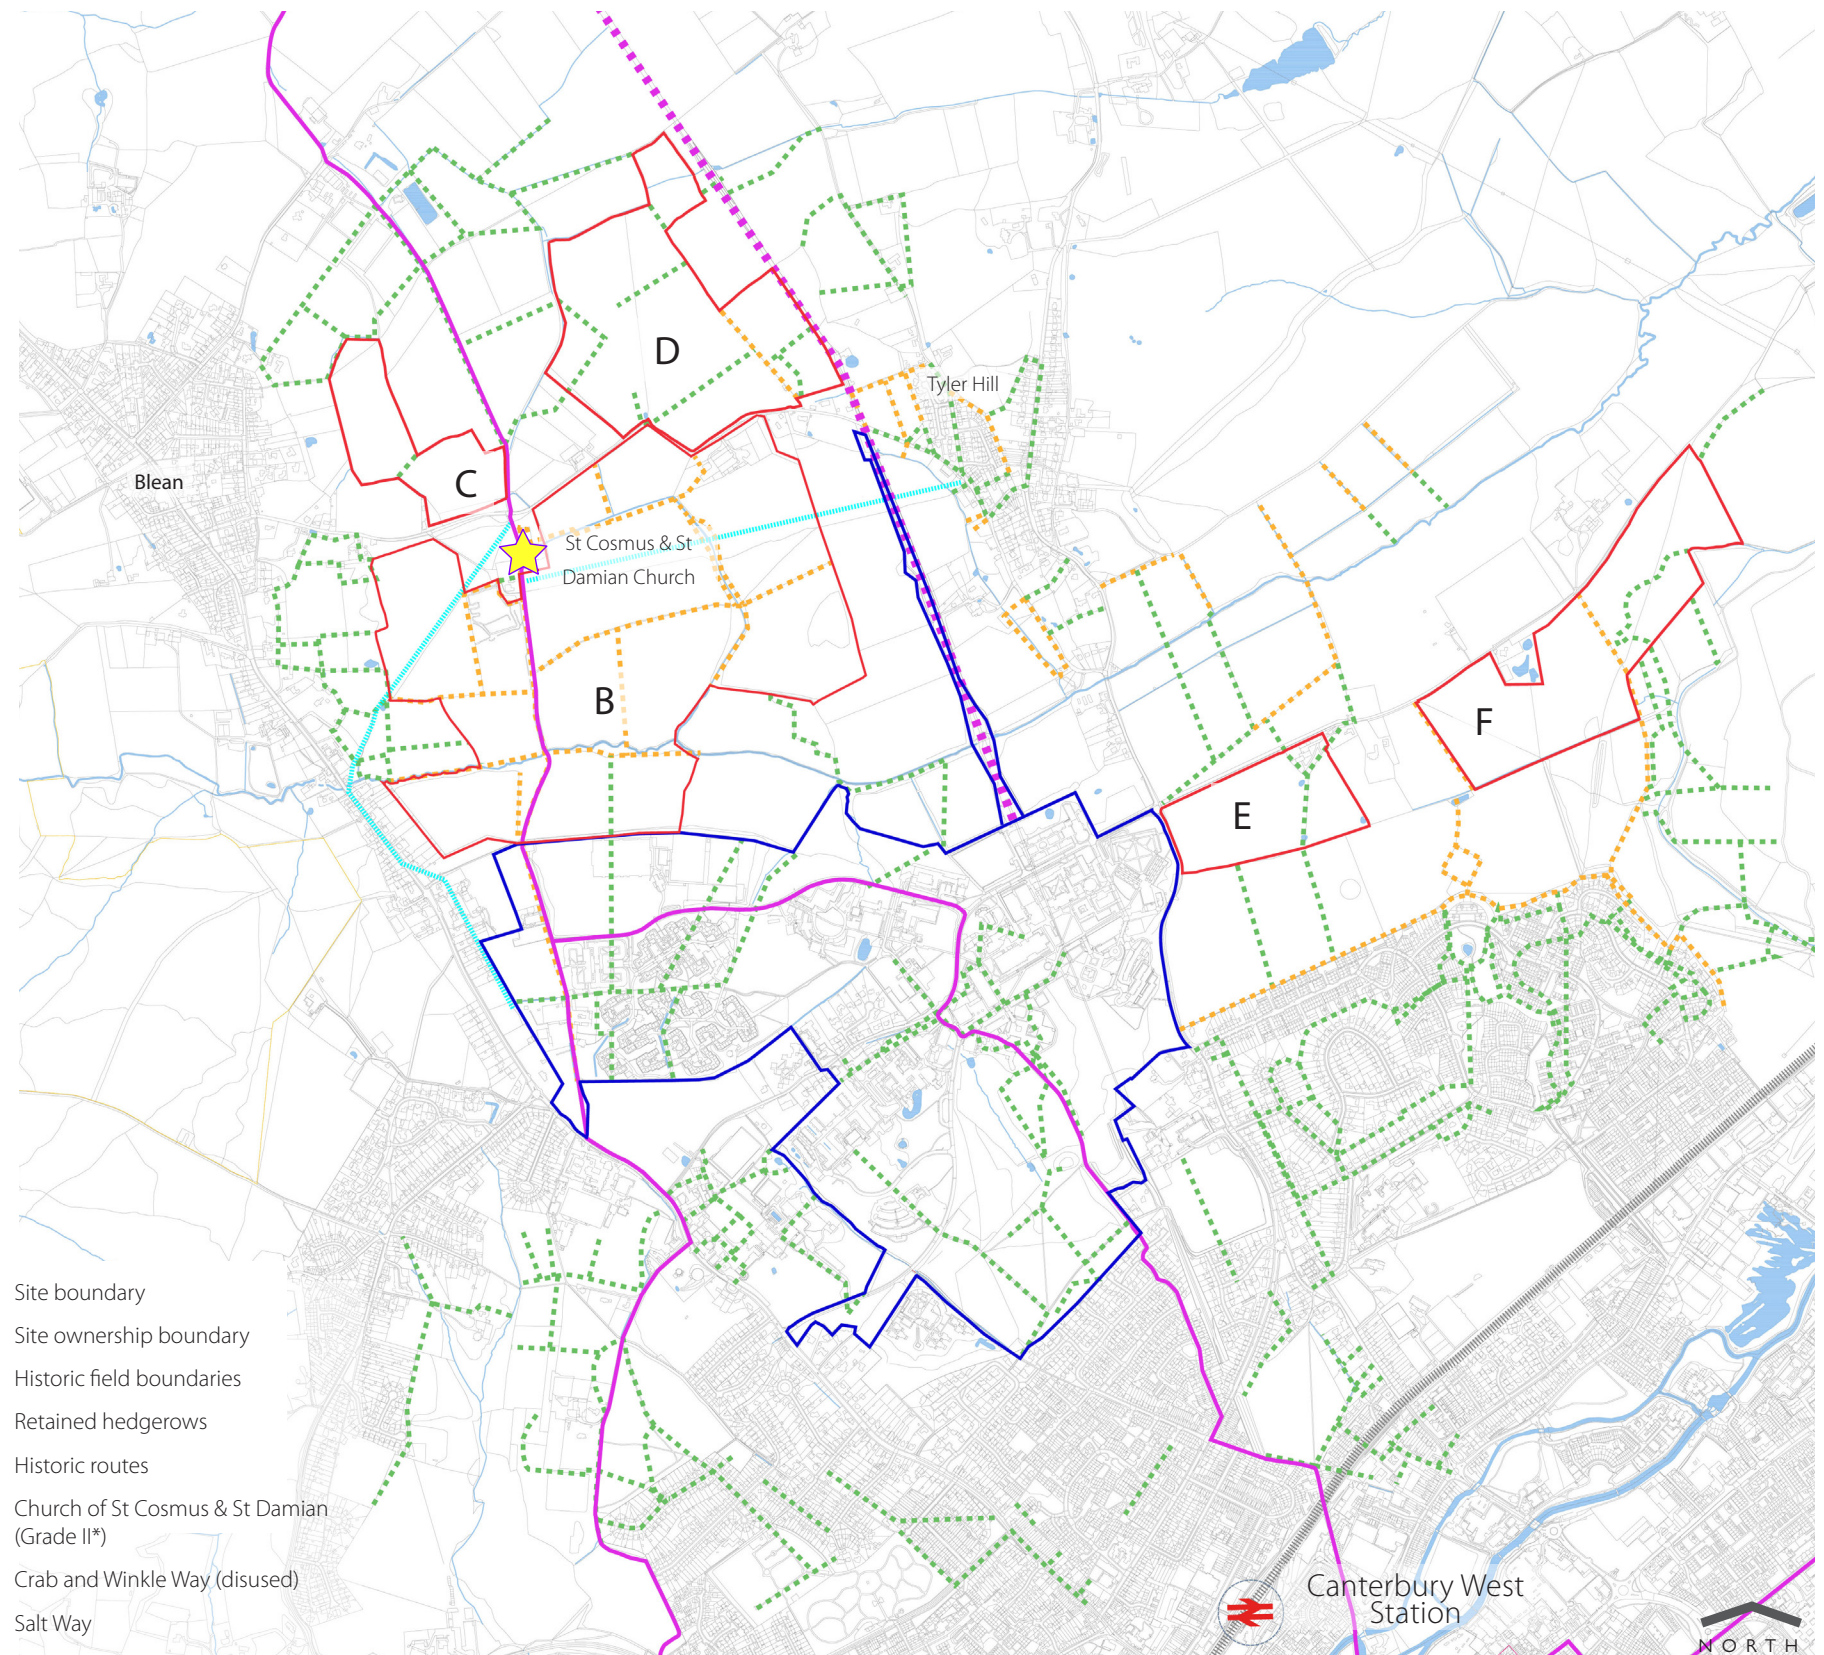 D
Tyler Hill
Blean
C
St Cosmus & St
Damian Church
B
F
E
Site boundary
Site ownership boundary
Historic field boundaries
Retained hedgerows
Historic routes
Church of St Cosmus & St Damian
(Grade II*)
Crab and Winkle Way (disused)
Salt Way
Canterbury West
Station
NORTH